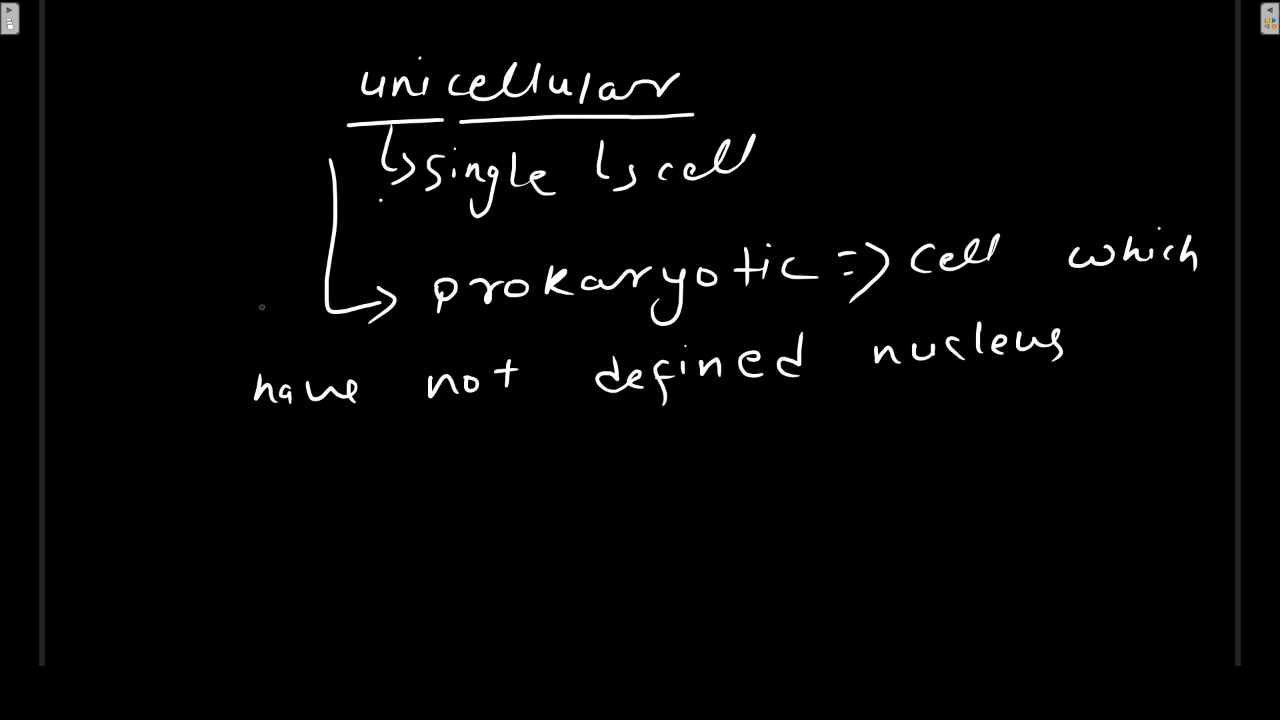 unicellular
↳ single ↳ cell
↳ prokaryotic => cell which
have not defined nucleus